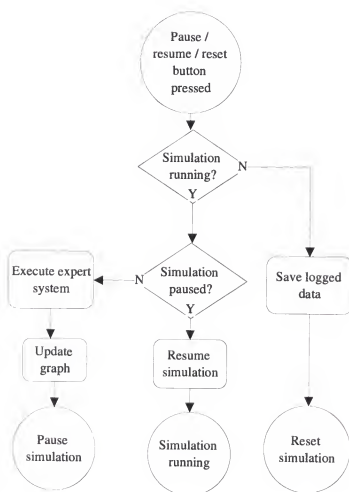 Pause /
resume / reset
button
pressed
Simulation
running?
N
Y
Execute expert
system
N
Simulation
paused?
Y
Save logged
data
Update
graph
Resume
simulation
Pause
simulation
Simulation
running
Reset
simulation